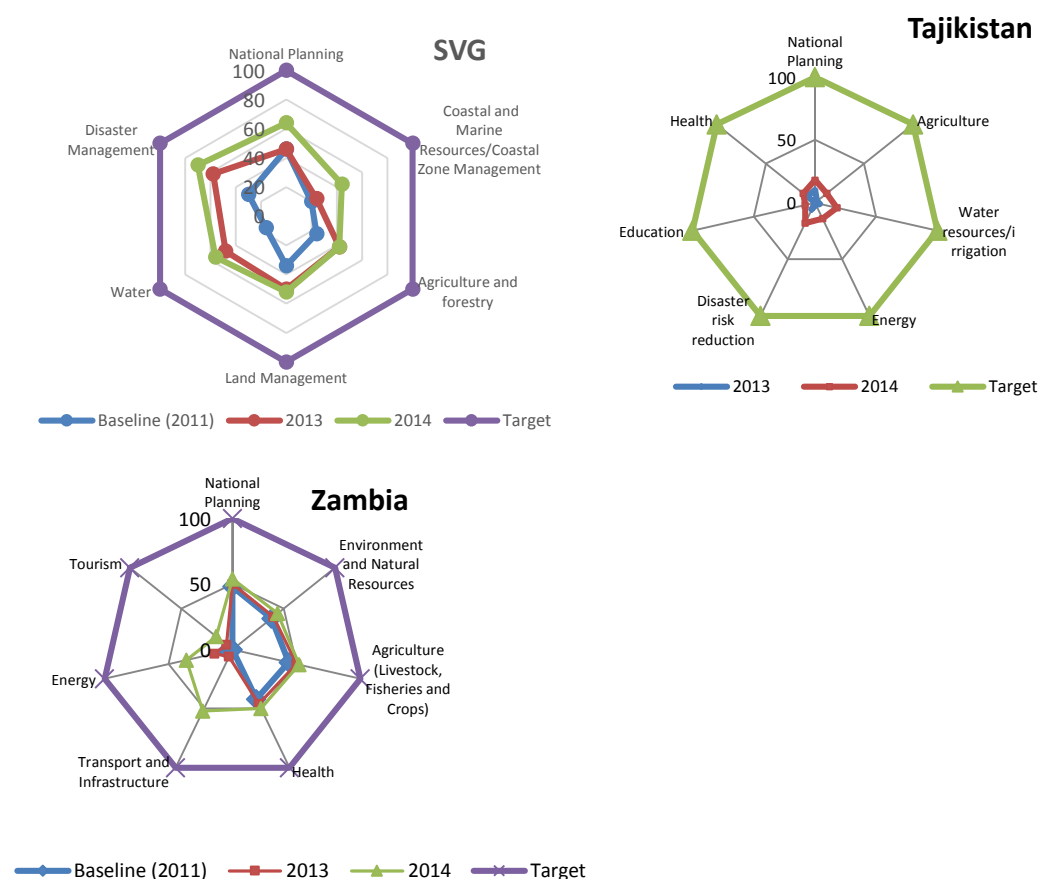 SVG
National Planning
100
80
60
40
20
0
Coastal and
Marine
Resources/Coastal
Zone Management
Agriculture and
forestry
Land Management
Water
Disaster
Management
Baseline (2011)
2013
2014
Target
Tajikistan
National
Planning
100
50
0
Agriculture
Water
resources/i
rrigation
Energy
Disaster
risk
reduction
Education
Health
2013
2014
Target
Zambia
National
Planning
100
50
0
Environment
and Natural
Resources
Agriculture
(Livestock,
Fisheries and
Crops)
Health
Transport and
Infrastructure
Energy
Tourism
Baseline (2011)
2013
2014
Target